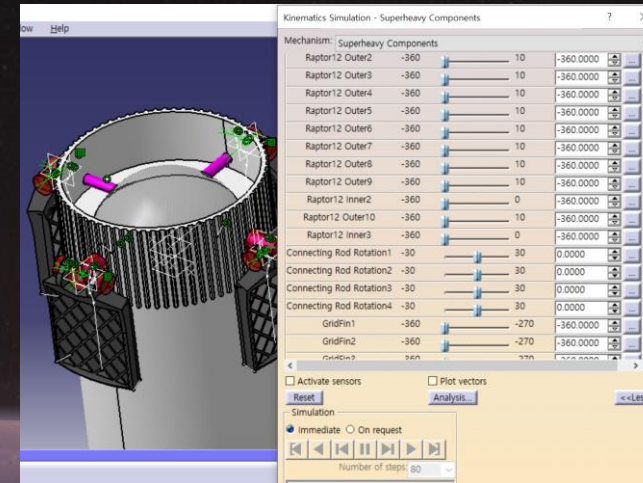 ow Help
Kinematics Simulation - Superheavy Components ?
Mechanism: Superheavy Components
Raptor12 Outer2 -360 10 -360.0000 ...
Raptor12 Outer3 -360 10 -360.0000 ...
Raptor12 Outer4 -360 10 -360.0000 ...
Raptor12 Outer5 -360 10 -360.0000 ...
Raptor12 Outer6 -360 10 -360.0000 ...
Raptor12 Outer7 -360 10 -360.0000 ...
Raptor12 Outer8 -360 10 -360.0000 ...
Raptor12 Outer9 -360 10 -360.0000 ...
Raptor12 Inner2 -360 0 -360.0000 ...
Raptor12 Outer10 -360 10 -360.0000 ...
Raptor12 Inner3 -360 0 -360.0000 ...
Connecting Rod Rotation1 -30 30 0.0000 ...
Connecting Rod Rotation2 -30 30 0.0000 ...
Connecting Rod Rotation3 -30 30 0.0000 ...
Connecting Rod Rotation4 -30 30 0.0000 ...
GridFin1 -360 -270 -360.0000 ...
GridFin2 -360 -270 -360.0000 ...
Activate sensors Plot vectors
Reset Analysis... <<Les
Simulation
Immediate On request
Number of steps: 80